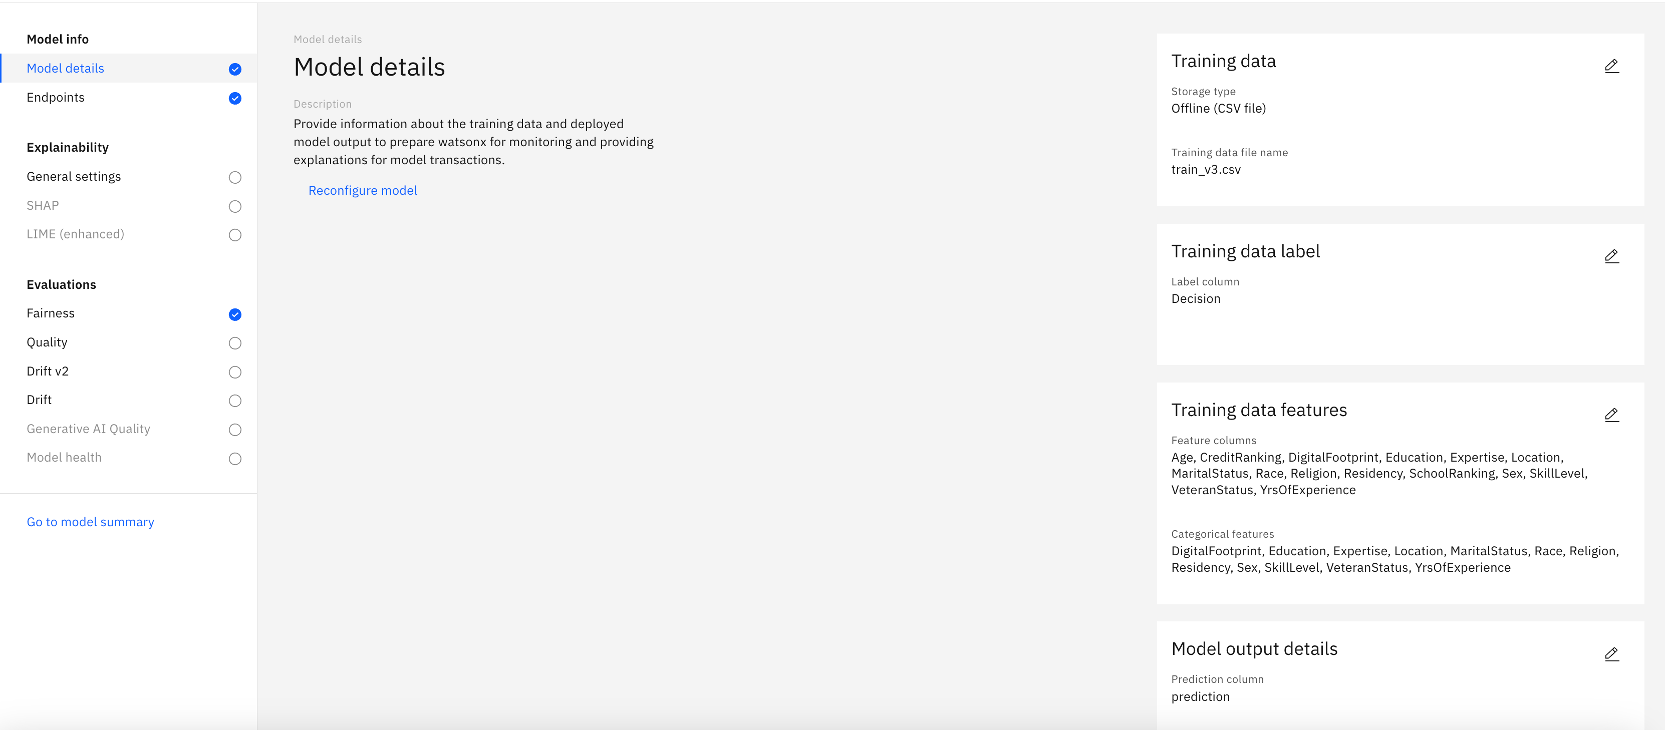 Model info
Model details
Endpoints
Explainability
General settings
SHAP
LIME (enhanced)
Evaluations
Fairness
Quality
Drift v2
Drift
Generative AI Quality
Model health
Go to model summary
Model details
Model details
Description
Provide information about the training data and deployed
model output to prepare watsonx for monitoring and providing
explanations for model transactions.
Reconfigure model
Training data
Storage type
Offline (CSV file)
Training data file name
train_v3.csv
Training data label
Label column
Decision
Training data features
Feature columns
Age, CreditRanking, DigitalFootprint, Education, Expertise, Location,
MaritalStatus, Race, Religion, Residency, SchoolRanking, Sex, SkillLevel,
VeteranStatus, YrsOfExperience
Categorical features
DigitalFootprint, Education, Expertise, Location, MaritalStatus, Race, Religion,
Residency, Sex, SkillLevel, VeteranStatus, YrsOfExperience
Model output details
Prediction column
prediction